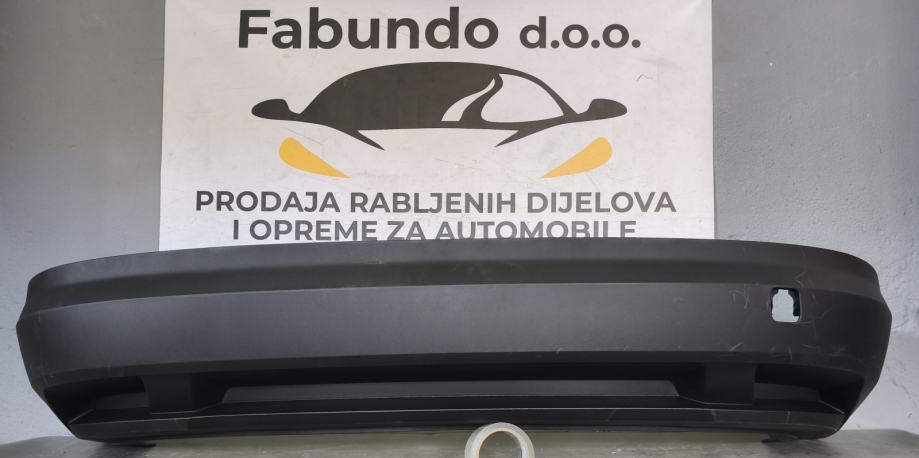 Fabundo d.o.o.
PRODAJA RABLJENIH DIJELOVA
I OPREME ZA AUTOMOBILE